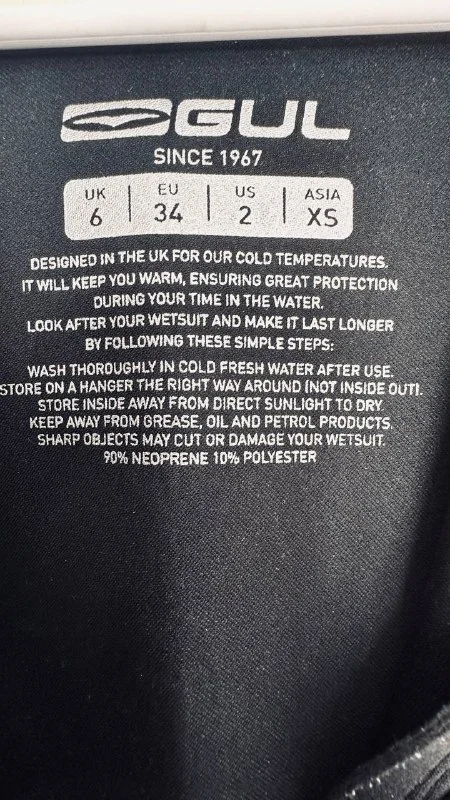 GUL
SINCE 1967
UK EU US ASIA
6 34 2 XS
DESIGNED IN THE UK FOR OUR COLD TEMPERATURES.
IT WILL KEEP YOU WARM, ENSURING GREAT PROTECTION
DURING YOUR TIME IN THE WATER.
LOOK AFTER YOUR WETSUIT AND MAKE IT LAST LONGER
BY FOLLOWING THESE SIMPLE STEPS:
WASH THOROUGHLY IN COLD FRESH WATER AFTER USE.
STORE ON A HANGER THE RIGHT WAY AROUND (NOT INSIDE OUT).
STORE INSIDE AWAY FROM DIRECT SUNLIGHT TO DRY.
KEEP AWAY FROM GREASE, OIL AND PETROL PRODUCTS.
SHARP OBJECTS MAY CUT OR DAMAGE YOUR WETSUIT.
90% NEOPRENE 10% POLYESTER